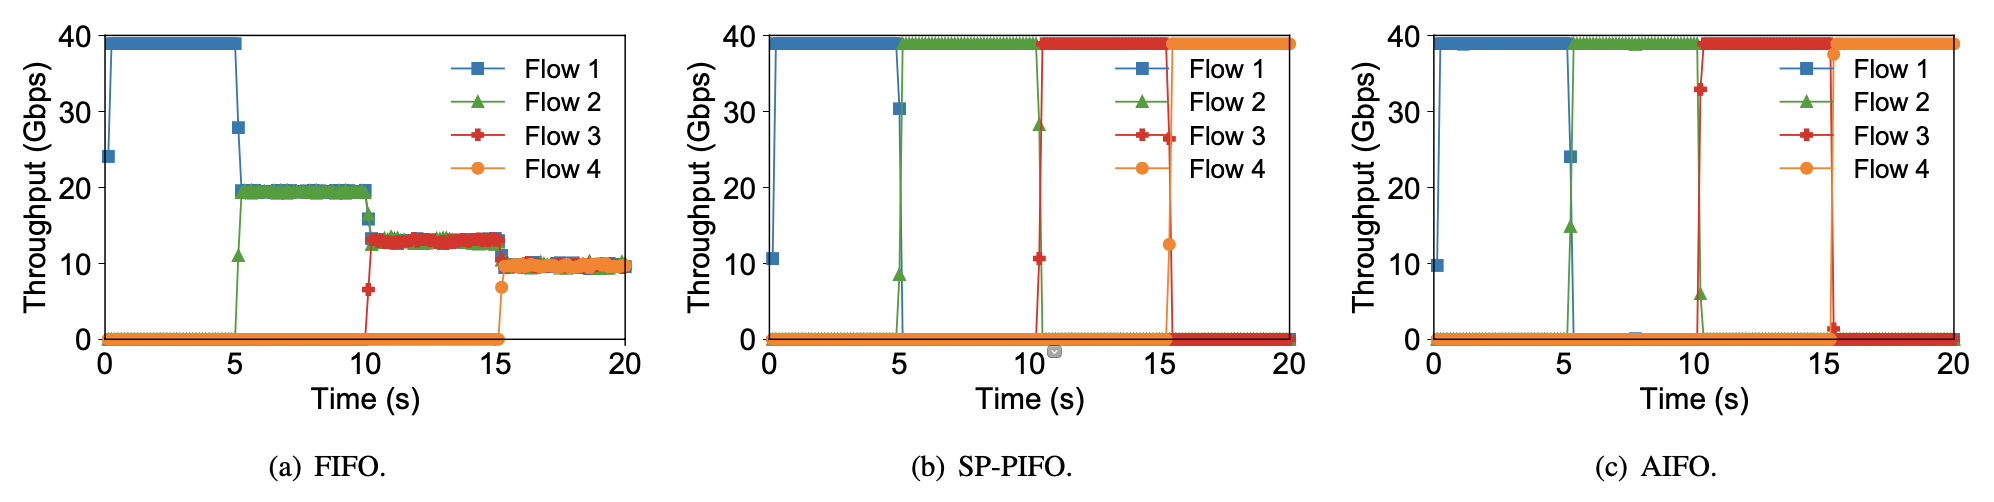 40
30
20
10
0
0 5 10 15 20
Throughput (Gbps)
Time (s)
Flow 1
Flow 2
Flow 3
Flow 4
(a) FIFO.
40
30
20
10
0
0 5 10 15 20
Throughput (Gbps)
Time (s)
Flow 1
Flow 2
Flow 3
Flow 4
(b) SP-PIFO.
40
30
20
10
0
0 5 10 15 20
Throughput (Gbps)
Time (s)
Flow 1
Flow 2
Flow 3
Flow 4
(c) AIFO.